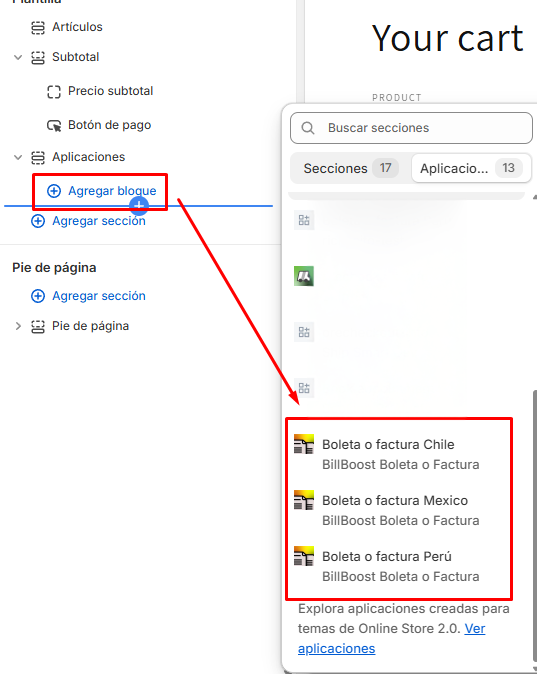 Plantilla
Artículos
Subtotal
Precio subtotal
Botón de pago
Aplicaciones
Agregar bloque
Agregar sección
Pie de página
Agregar sección
Pie de página
Your cart
PRODUCT
Buscar secciones
Secciones 17
Aplicacio... 13
Boleta o factura Chile
BillBoost Boleta o Factura
Boleta o factura Mexico
BillBoost Boleta o Factura
Boleta o factura Perú
BillBoost Boleta o Factura
Explora aplicaciones creadas para
temas de Online Store 2.0. Ver
aplicaciones